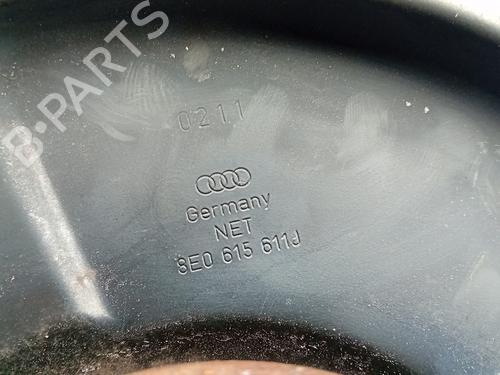 B-PARTS
0211
Germany
NET
8E0 615 611J